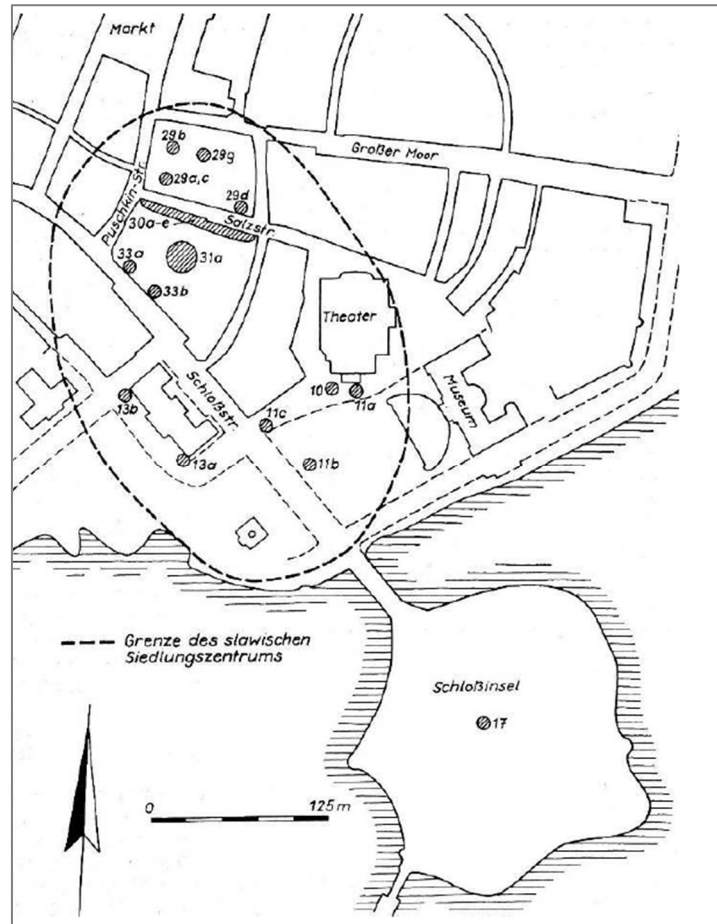 Markt
29b
29g
Großer Moor
Puschkin-Str.
29a,c
29d
Salzstr.
30a-e
33a
31a
33b
Theater
Schloßstr.
10
11a
Museum
13b
11c
13a
11b
Grenze des slawischen
Siedlungszentrums
Schloßinsel
17
0
125m